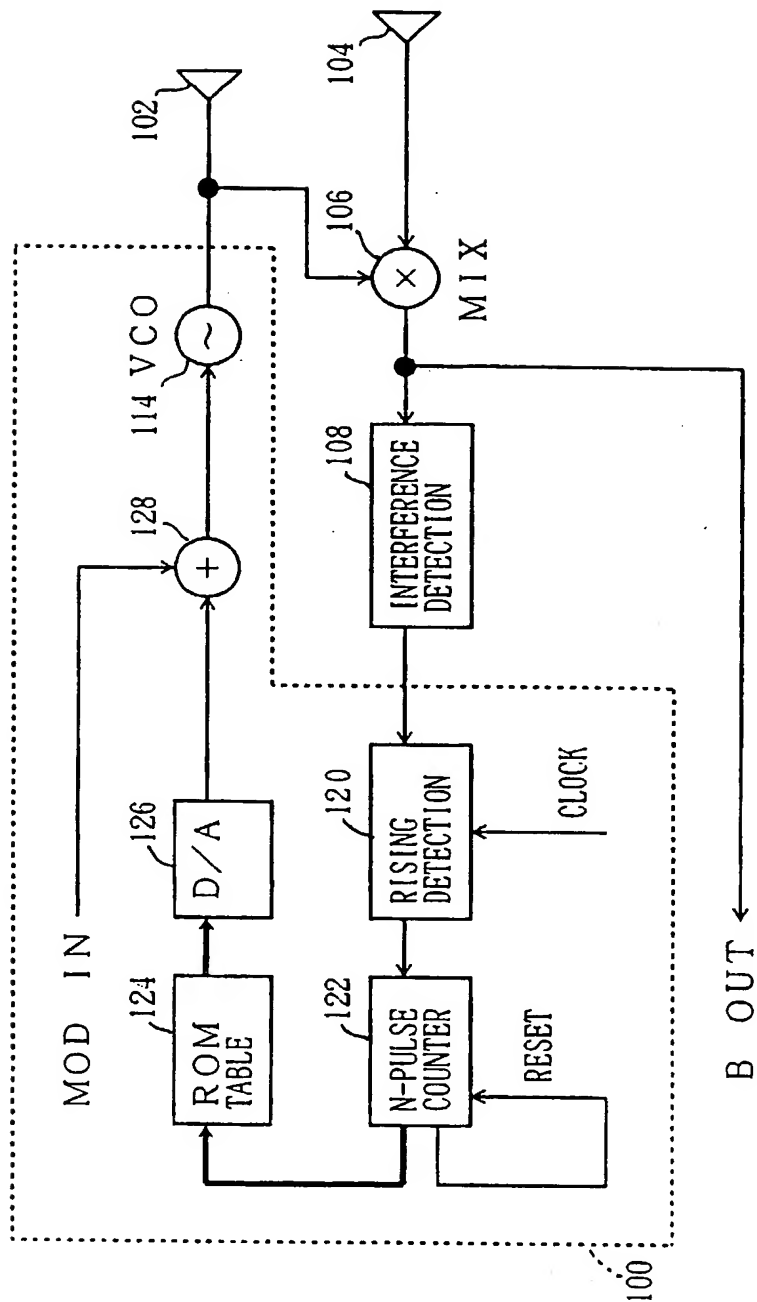 MOD IN
124
ROM
TABLE
126
D/A
128
+
114 VCO
~
102
122
N-PULSE
COUNTER
RESET
120
RISING
DETECTION
CLOCK
108
INTERFERENCE
DETECTION
106
×
MIX
104
B OUT
100